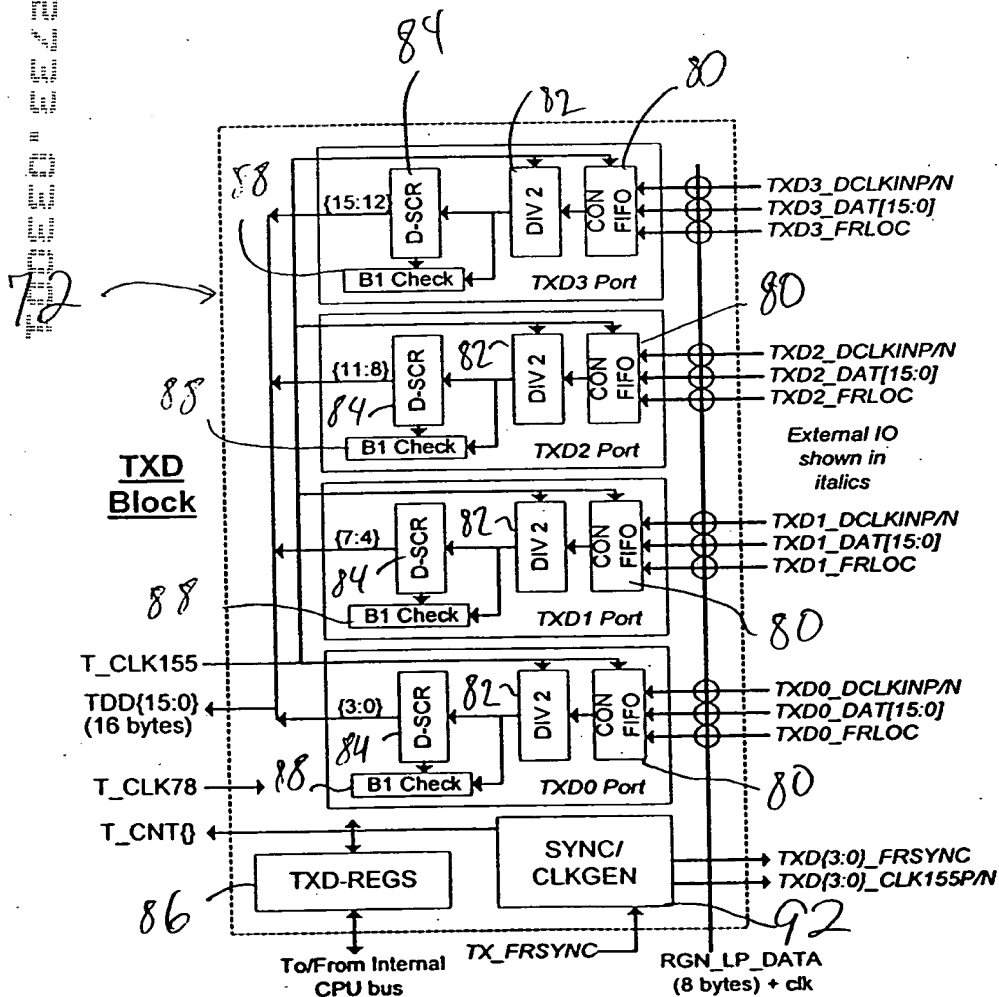 84
80
82
58
TXD3_DCLKINP/N
{15:12}
D-SCR
DIV 2
CON
FIFO
TXD3_DAT[15:0]
TXD3_FRLOC
B1 Check
TXD3 Port
72
80
82
TXD2_DCLKINP/N
{11:8}
D-SCR
DIV 2
CON
FIFO
TXD2_DAT[15:0]
88
84
TXD2_FRLOC
B1 Check
TXD2 Port
External IO
shown in
italics
TXD
Block
82
TXD1_DCLKINP/N
{7:4}
D-SCR
DIV 2
CON
FIFO
TXD1_DAT[15:0]
84
TXD1_FRLOC
88
B1 Check
TXD1 Port
80
T_CLK155
82
TXD0_DCLKINP/N
TDD{15:0}
(16 bytes)
{3:0}
D-SCR
DIV 2
CON
FIFO
TXD0_DAT[15:0]
84
TXD0_FRLOC
T_CLK78
88
B1 Check
TXD0 Port
80
T_CNT{}
SYNC/
CLKGEN
TXD{3:0}_FRSYNC
TXD-REGS
TXD{3:0}_CLK155P/N
86
92
TX_FRSYNC
To/From Internal
CPU bus
RGN_LP_DATA
(8 bytes) + clk